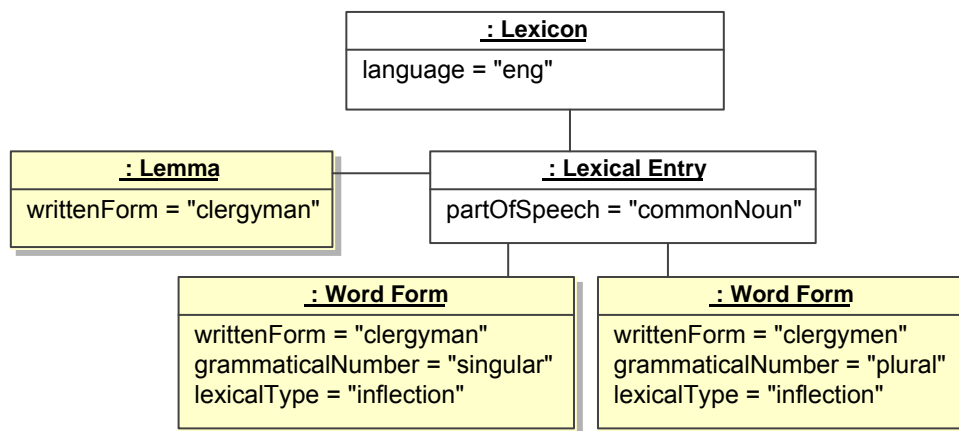 : Lexicon
language = "eng"
: Lemma
writtenForm = "clergyman"
: Lexical Entry
partOfSpeech = "commonNoun"
: Word Form
writtenForm = "clergyman"
grammaticalNumber = "singular"
lexicalType = "inflection"
: Word Form
writtenForm = "clergymen"
grammaticalNumber = "plural"
lexicalType = "inflection"